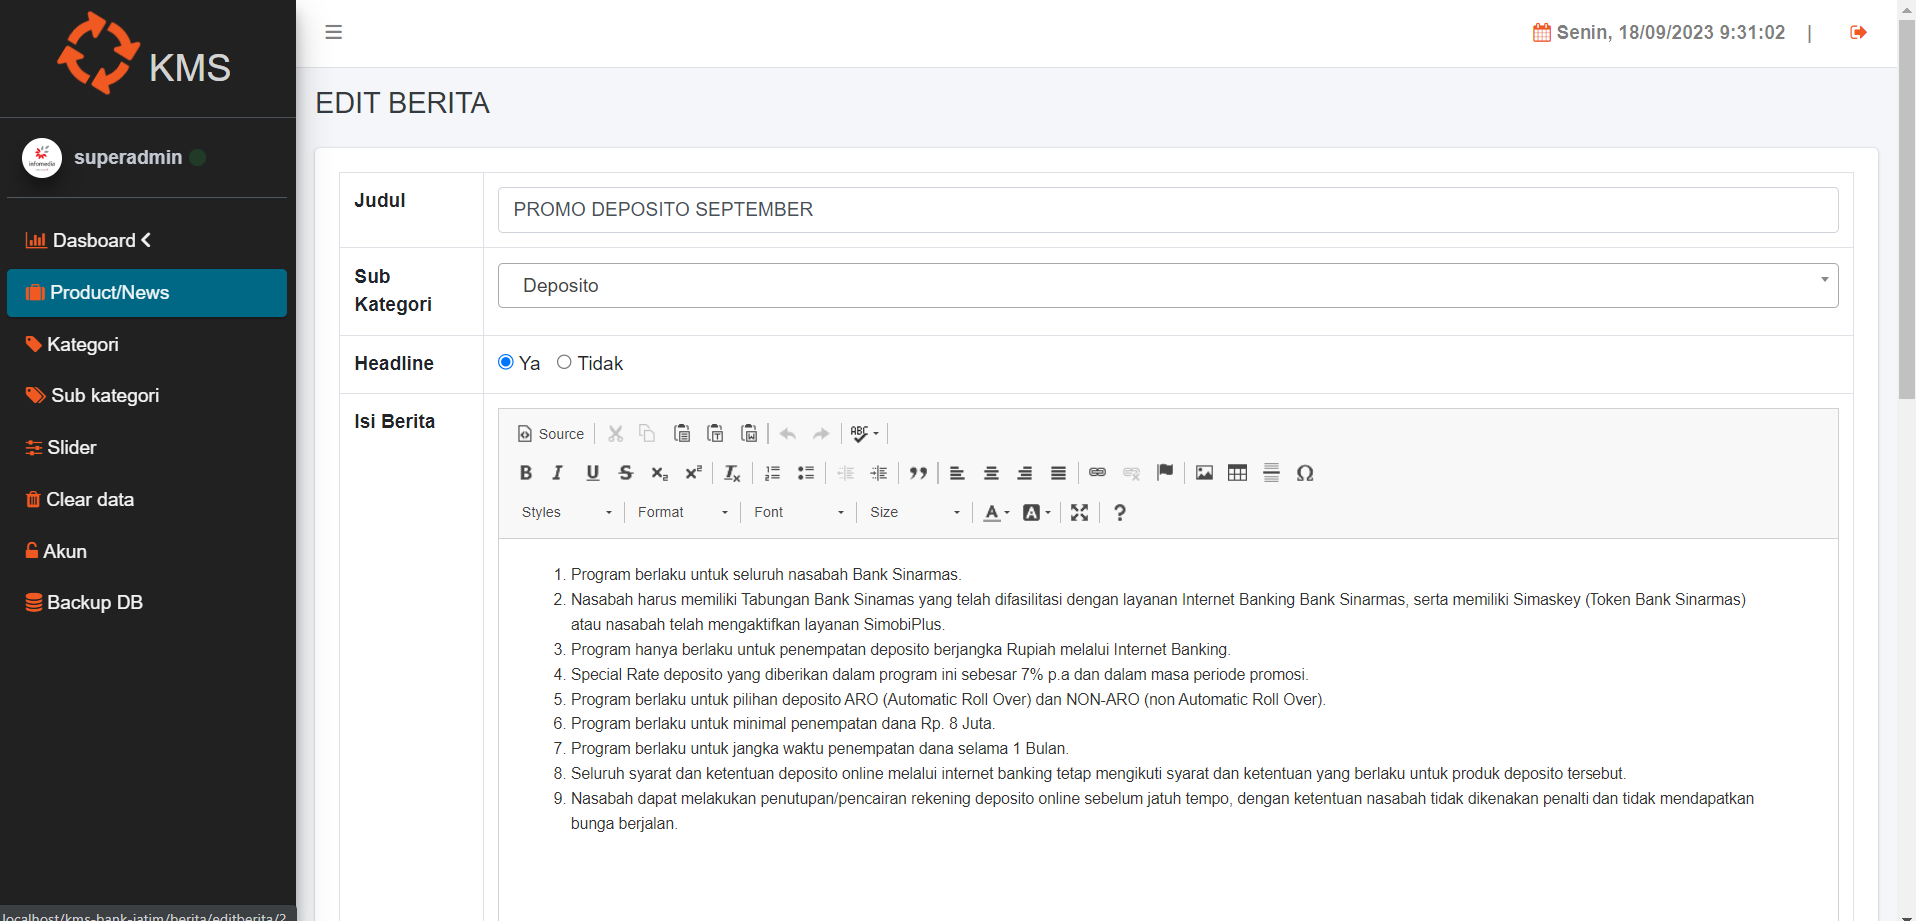 KMS
Senin, 18/09/2023 9:31:02 |
infomedia
superadmin
Dasboard
Product/News
Kategori
Sub kategori
Slider
Clear data
Akun
Backup DB
EDIT BERITA
Judul
PROMO DEPOSITO SEPTEMBER
Sub
Kategori
Deposito
Headline
Ya Tidak
Isi Berita
Source ABC
B I U S x₂ x² Tx Ω
Styles Format Font Size A A ?
1. Program berlaku untuk seluruh nasabah Bank Sinarmas.
2. Nasabah harus memiliki Tabungan Bank Sinamas yang telah difasilitasi dengan layanan Internet Banking Bank Sinarmas, serta memiliki Simaskey (Token Bank Sinarmas)
atau nasabah telah mengaktifkan layanan SimobiPlus.
3. Program hanya berlaku untuk penempatan deposito berjangka Rupiah melalui Internet Banking.
4. Special Rate deposito yang diberikan dalam program ini sebesar 7% p.a dan dalam masa periode promosi.
5. Program berlaku untuk pilihan deposito ARO (Automatic Roll Over) dan NON-ARO (non Automatic Roll Over).
6. Program berlaku untuk minimal penempatan dana Rp. 8 Juta.
7. Program berlaku untuk jangka waktu penempatan dana selama 1 Bulan.
8. Seluruh syarat dan ketentuan deposito online melalui internet banking tetap mengikuti syarat dan ketentuan yang berlaku untuk produk deposito tersebut.
9. Nasabah dapat melakukan penutupan/pencairan rekening deposito online sebelum jatuh tempo, dengan ketentuan nasabah tidak dikenakan penalti dan tidak mendapatkan
bunga berjalan.
localhost/kms-bank-jatim/berita/editberita/2